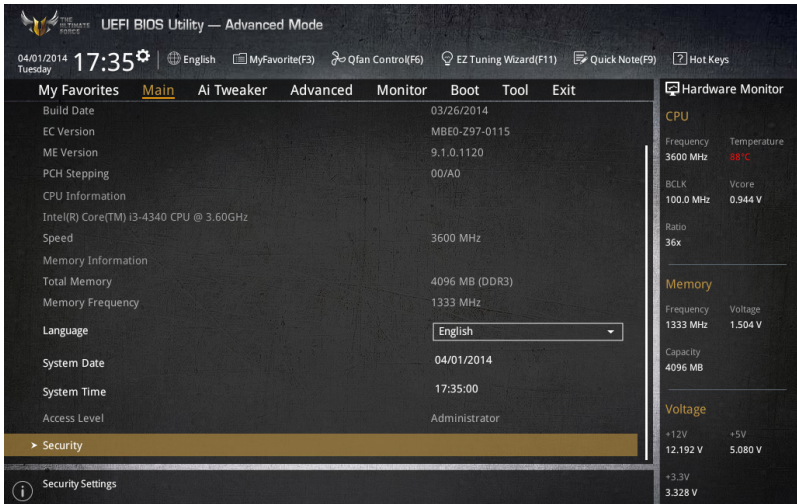 THE ULTIMATE FORCE
UEFI BIOS Utility — Advanced Mode
04/01/2014 Tuesday 17:35 English MyFavorite(F3) Qfan Control(F6) EZ Tuning Wizard(F11) Quick Note(F9) Hot Keys
My Favorites Main Ai Tweaker Advanced Monitor Boot Tool Exit
Build Date 03/26/2014
EC Version MBE0-Z97-0115
ME Version 9.1.0.1120
PCH Stepping 00/A0
CPU Information
Intel(R) Core(TM) i3-4340 CPU @ 3.60GHz
Speed 3600 MHz
Memory Information
Total Memory 4096 MB (DDR3)
Memory Frequency 1333 MHz
Language English
System Date 04/01/2014
System Time 17:35:00
Access Level Administrator
> Security
Security Settings
Hardware Monitor
CPU
Frequency Temperature
3600 MHz 38°C
BCLK Vcore
100.0 MHz 0.944 V
Ratio
36x
Memory
Frequency Voltage
1333 MHz 1.504 V
Capacity
4096 MB
Voltage
+12V +5V
12.192 V 5.080 V
+3.3V
3.328 V